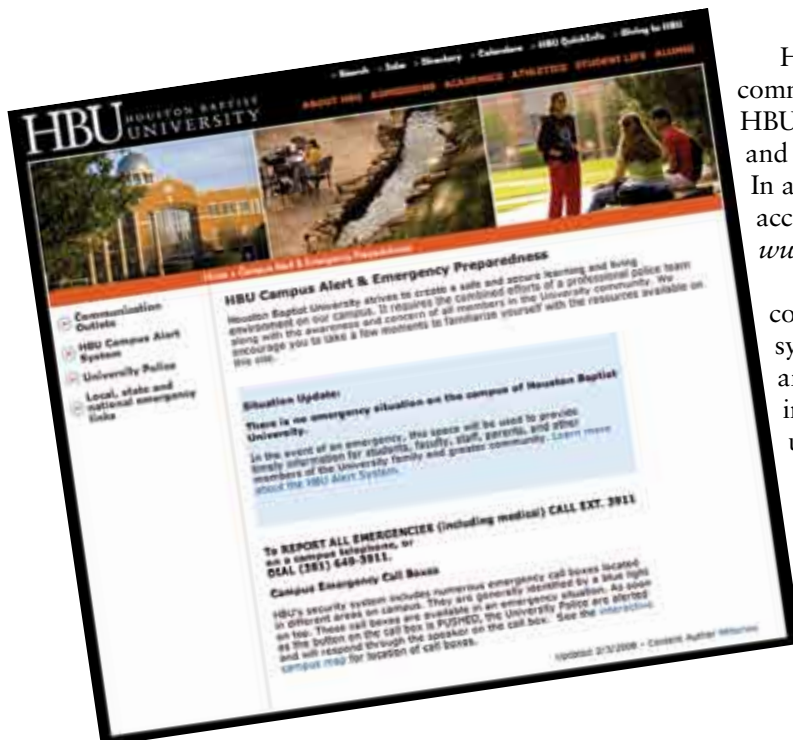 Search Jobs Directory Calendars HBU QuickInfo Giving to HBU
ABOUT HBU ADMISSIONS ACADEMICS ATHLETICS STUDENT LIFE ALUMNI
HBU HOUSTON BAPTIST
UNIVERSITY
Home > Campus Alert & Emergency Preparedness
Communication
Outlets
HBU Campus Alert
System
University Police
Local, state and
national emergency
links
HBU Campus Alert & Emergency Preparedness
Houston Baptist University strives to create a safe and secure learning and living
environment on our campus. It requires the combined efforts of a professional police team
along with the awareness and concern of all members in the University community. We
encourage you to take a few moments to familiarize yourself with the resources available on
this site.
Situation Update:
There is no emergency situation on the campus of Houston Baptist
University.
In the event of an emergency, this space will be used to provide
timely information for students, faculty, staff, parents, and other
members of the University family and greater community. Learn more
about the HBU Alert System.
To REPORT ALL EMERGENCIES (including medical) CALL EXT. 3911
on a campus telephone, or
DIAL (281) 649-3911.
Campus Emergency Call Boxes
HBU's security system includes numerous emergency call boxes located
in different areas on campus. They are generally identified by a blue light
on top. These call boxes are available in an emergency situation. As soon
as the button on the call box is PUSHED, the University Police are alerted
and will respond through the speaker on the call box. See the interactive
campus map for location of call boxes.
Updated 2/3/2008 - Content Author
H
comm
HBU
and
In a
acc
wu
co
sy
a
i
u